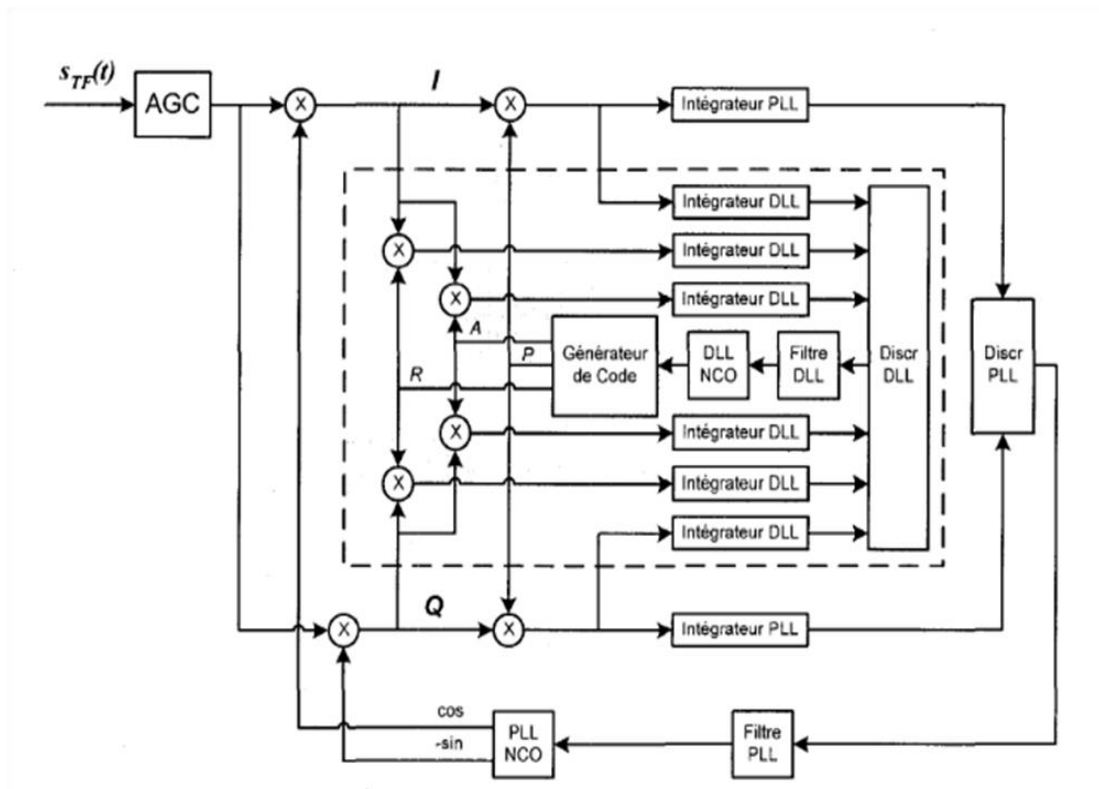 s_TF(t)
AGC
X
I
X
Intégrateur PLL
Intégrateur DLL
X
Intégrateur DLL
X
Intégrateur DLL
A
P
R
Générateur
de Code
DLL
NCO
Filtre
DLL
Discr
DLL
Discr
PLL
X
Intégrateur DLL
X
Intégrateur DLL
Intégrateur DLL
X
Q
X
Intégrateur PLL
cos
-sin
PLL
NCO
Filtre
PLL